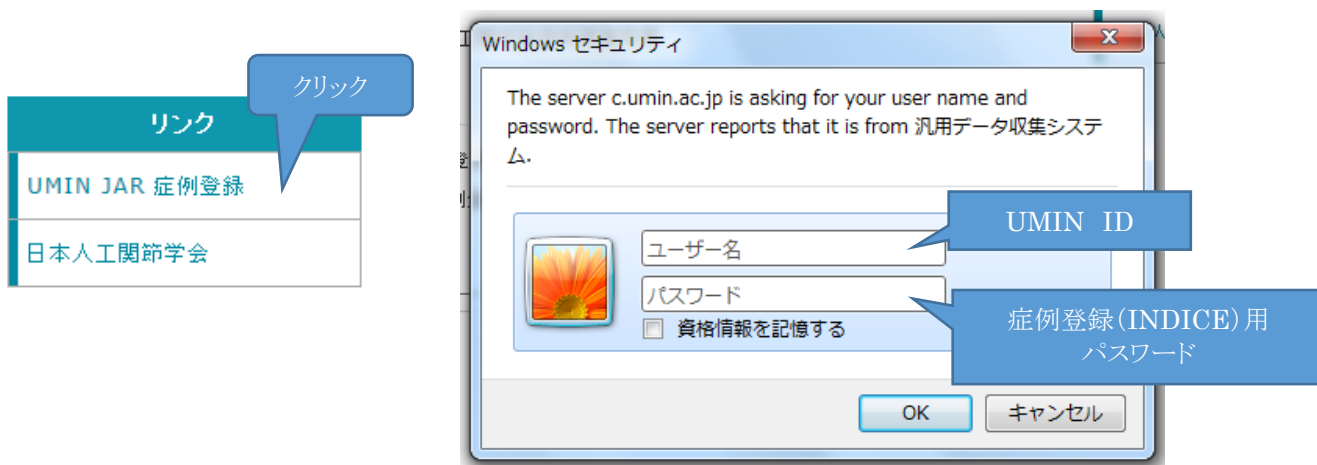 クリック
リンク
UMIN JAR 症例登録
日本人工関節学会
Windows セキュリティ
The server c.umin.ac.jp is asking for your user name and
password. The server reports that it is from 汎用データ収集システ
ム.
UMIN ID
ユーザー名
パスワード
症例登録(INDICE)用
パスワード
資格情報を記憶する
OK
キャンセル